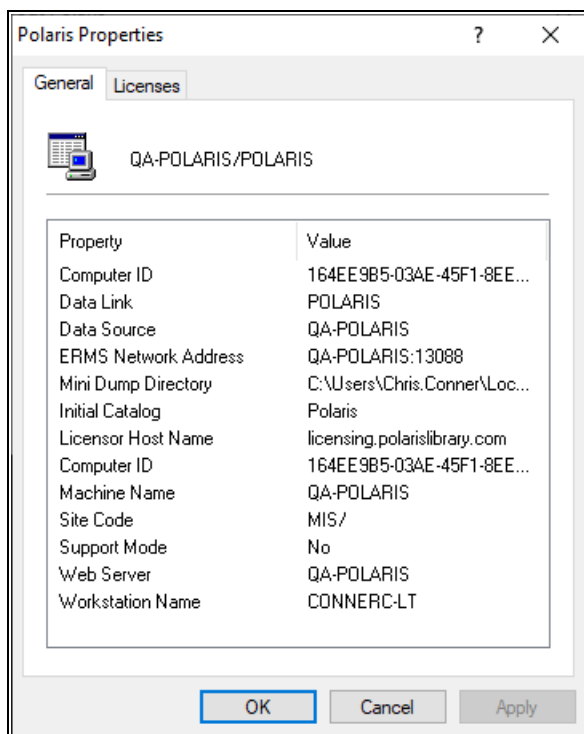 Polaris Properties ? ×
General Licenses
QA-POLARIS/POLARIS
Property Value
Computer ID 164EE9B5-03AE-45F1-8EE...
Data Link POLARIS
Data Source QA-POLARIS
ERMS Network Address QA-POLARIS:13088
Mini Dump Directory C:\Users\Chris.Conner\Loc...
Initial Catalog Polaris
Licensor Host Name licensing.polarislibrary.com
Computer ID 164EE9B5-03AE-45F1-8EE...
Machine Name QA-POLARIS
Site Code MIS/
Support Mode No
Web Server QA-POLARIS
Workstation Name CONNERC-LT
OK Cancel Apply